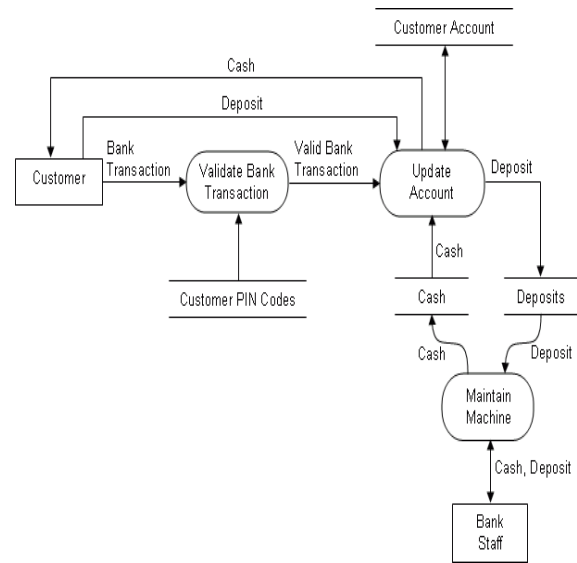 Customer Account
Cash
Deposit
Bank
Transaction
Valid Bank
Transaction
Customer
Validate Bank
Transaction
Update
Account
Deposit
Cash
Customer PIN Codes
Cash
Deposits
Cash
Deposit
Maintain
Machine
Cash, Deposit
Bank
Staff